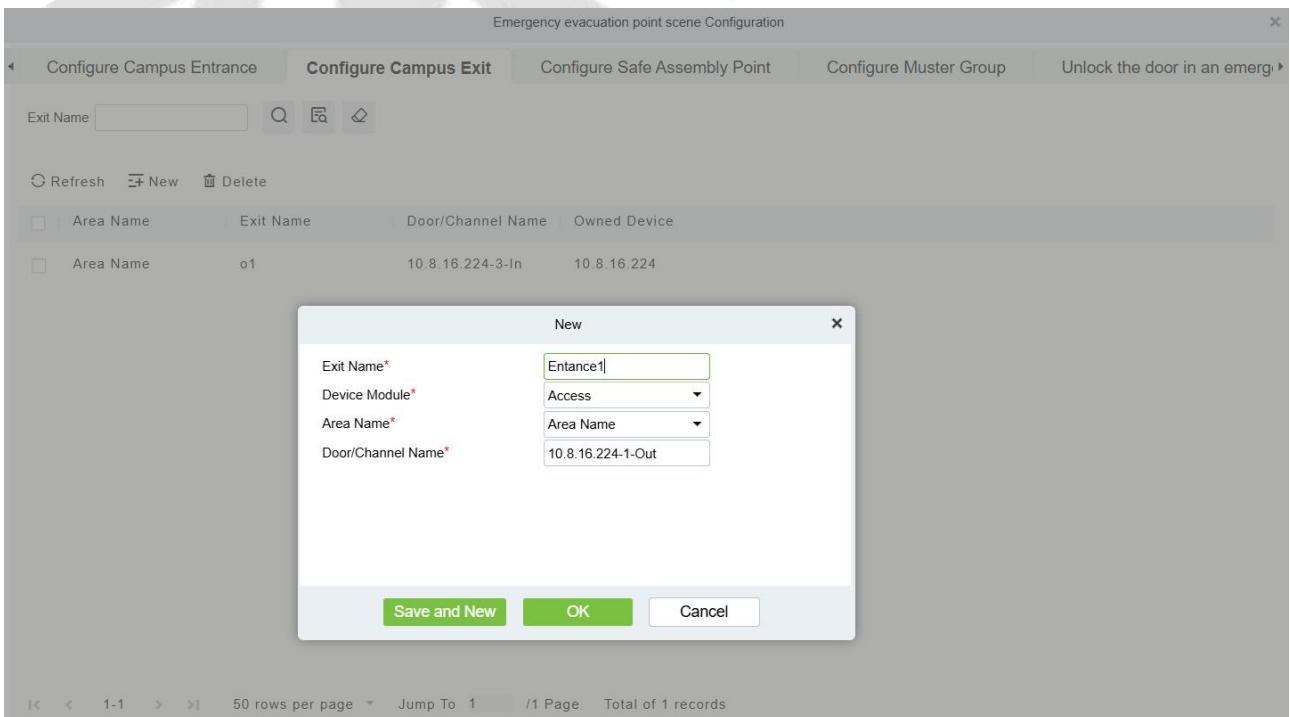 Emergency evacuation point scene Configuration
Configure Campus Entrance Configure Campus Exit Configure Safe Assembly Point Configure Muster Group Unlock the door in an emerg
Exit Name
Refresh New Delete
Area Name Exit Name Door/Channel Name Owned Device
Area Name o1 10.8.16.224-3-In 10.8.16.224
New
Exit Name* Entance1
Device Module* Access
Area Name* Area Name
Door/Channel Name* 10.8.16.224-1-Out
Save and New OK Cancel
1-1 50 rows per page Jump To 1 /1 Page Total of 1 records